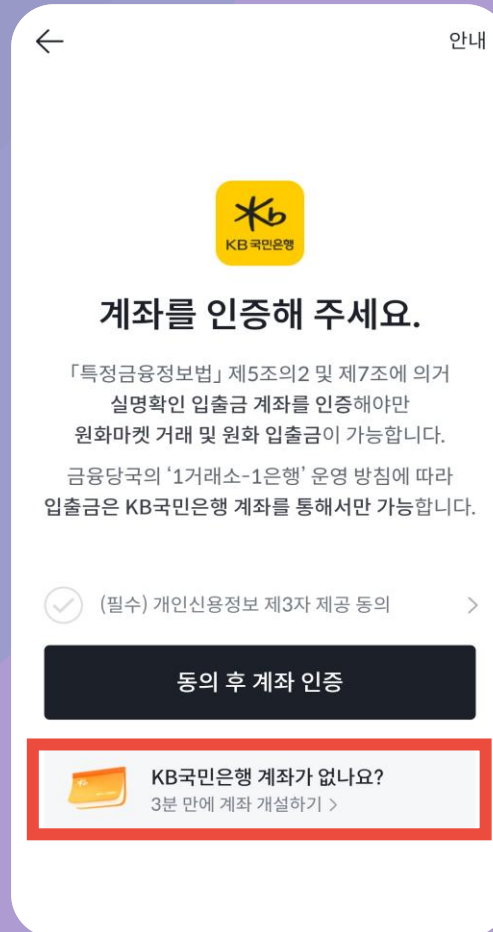 안내
KB국민은행
계좌를 인증해 주세요.
「특정금융정보법」 제5조의2 및 제7조에 의거
실명확인 입출금 계좌를 인증해야만
원화마켓 거래 및 원화 입출금이 가능합니다.
금융당국의 ‘1거래소-1은행’ 운영 방침에 따라
입출금은 KB국민은행 계좌를 통해서만 가능합니다.
(필수) 개인신용정보 제3자 제공 동의
동의 후 계좌 인증
KB국민은행 계좌가 없나요?
3분 만에 계좌 개설하기 >